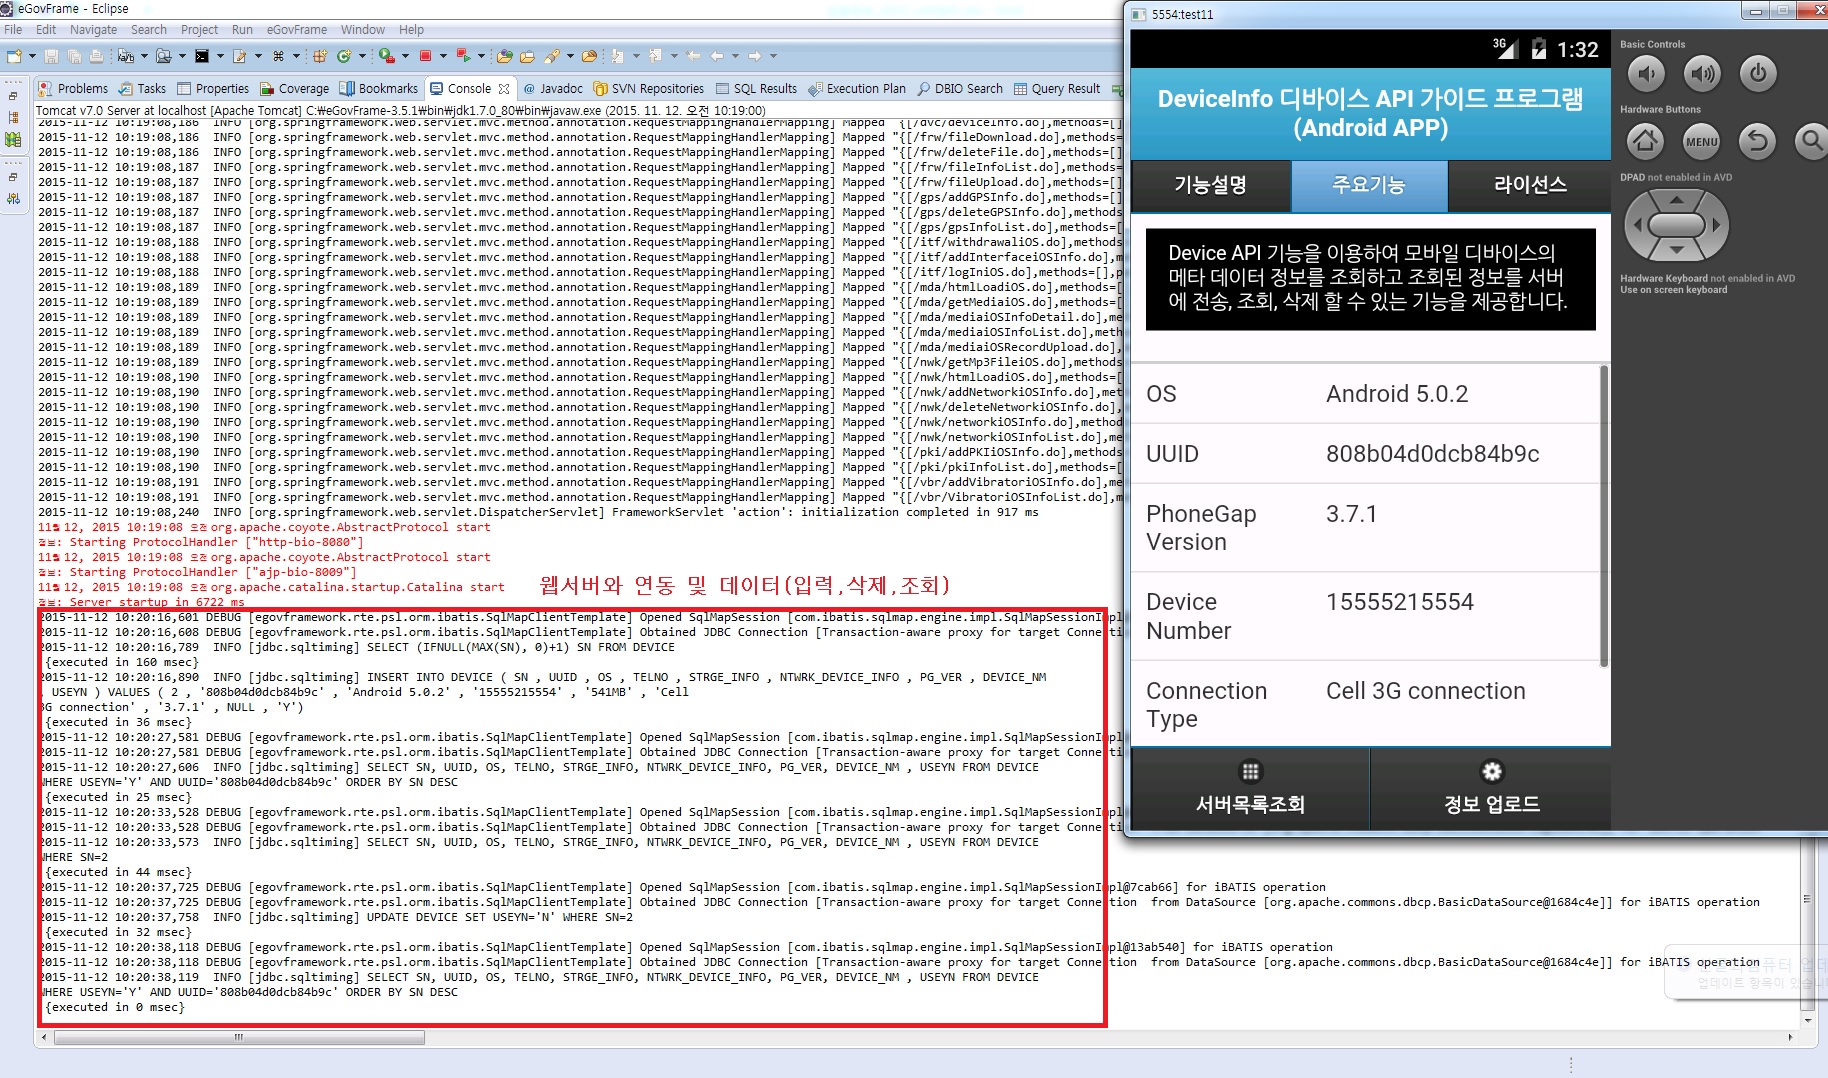 eGovFrame - Eclipse
File Edit Navigate Search Project Run eGovFrame Window Help
Problems Tasks Properties Coverage Bookmarks Console Javadoc SVN Repositories SQL Results Execution Plan DBIO Search Query Result
Tomcat v7.0 Server at localhost [Apache Tomcat] C:₩eGovFrame-3.5.1₩bin₩jdk1.7.0_80₩bin₩javaw.exe (2015. 11. 12. 오전 10:19:00)
2015-11-12 10:19:08,186  INFO [org.springframework.web.servlet.mvc.method.annotation.RequestMappingHandlerMapping] Mapped "{[/dvc/deviceInfo.do],methods=[]
2015-11-12 10:19:08,186  INFO [org.springframework.web.servlet.mvc.method.annotation.RequestMappingHandlerMapping] Mapped "{[/frw/fileDownload.do],methods=
2015-11-12 10:19:08,186  INFO [org.springframework.web.servlet.mvc.method.annotation.RequestMappingHandlerMapping] Mapped "{[/frw/deleteFile.do],methods=[]
2015-11-12 10:19:08,187  INFO [org.springframework.web.servlet.mvc.method.annotation.RequestMappingHandlerMapping] Mapped "{[/frw/fileInfoList.do],methods=
2015-11-12 10:19:08,187  INFO [org.springframework.web.servlet.mvc.method.annotation.RequestMappingHandlerMapping] Mapped "{[/frw/fileUpload.do],methods=[]
2015-11-12 10:19:08,187  INFO [org.springframework.web.servlet.mvc.method.annotation.RequestMappingHandlerMapping] Mapped "{[/gps/addGPSInfo.do],methods=[]
2015-11-12 10:19:08,187  INFO [org.springframework.web.servlet.mvc.method.annotation.RequestMappingHandlerMapping] Mapped "{[/gps/deleteGPSInfo.do],methods
2015-11-12 10:19:08,187  INFO [org.springframework.web.servlet.mvc.method.annotation.RequestMappingHandlerMapping] Mapped "{[/gps/gpsInfoList.do],methods=[
2015-11-12 10:19:08,188  INFO [org.springframework.web.servlet.mvc.method.annotation.RequestMappingHandlerMapping] Mapped "{[/itf/withdrawaliOS.do],methods
2015-11-12 10:19:08,188  INFO [org.springframework.web.servlet.mvc.method.annotation.RequestMappingHandlerMapping] Mapped "{[/itf/addInterfaceiOSInfo.do],m
2015-11-12 10:19:08,188  INFO [org.springframework.web.servlet.mvc.method.annotation.RequestMappingHandlerMapping] Mapped "{[/itf/logIniOS.do],methods=[],p
2015-11-12 10:19:08,189  INFO [org.springframework.web.servlet.mvc.method.annotation.RequestMappingHandlerMapping] Mapped "{[/mda/htmlLoadiOS.do],methods=[
2015-11-12 10:19:08,189  INFO [org.springframework.web.servlet.mvc.method.annotation.RequestMappingHandlerMapping] Mapped "{[/mda/getMediaiOS.do],methods=[
2015-11-12 10:19:08,189  INFO [org.springframework.web.servlet.mvc.method.annotation.RequestMappingHandlerMapping] Mapped "{[/mda/mediaiOSInfoDetail.do],me
2015-11-12 10:19:08,189  INFO [org.springframework.web.servlet.mvc.method.annotation.RequestMappingHandlerMapping] Mapped "{[/mda/mediaiOSInfoList.do],meth
2015-11-12 10:19:08,189  INFO [org.springframework.web.servlet.mvc.method.annotation.RequestMappingHandlerMapping] Mapped "{[/mda/mediaiOSRecordUpload.do],
2015-11-12 10:19:08,189  INFO [org.springframework.web.servlet.mvc.method.annotation.RequestMappingHandlerMapping] Mapped "{[/nwk/getMp3FileiOS.do],methods
2015-11-12 10:19:08,190  INFO [org.springframework.web.servlet.mvc.method.annotation.RequestMappingHandlerMapping] Mapped "{[/nwk/htmlLoadiOS.do],methods=[
2015-11-12 10:19:08,190  INFO [org.springframework.web.servlet.mvc.method.annotation.RequestMappingHandlerMapping] Mapped "{[/nwk/addNetworkiOSInfo.do],met
2015-11-12 10:19:08,190  INFO [org.springframework.web.servlet.mvc.method.annotation.RequestMappingHandlerMapping] Mapped "{[/nwk/deleteNetworkiOSInfo.do],
2015-11-12 10:19:08,190  INFO [org.springframework.web.servlet.mvc.method.annotation.RequestMappingHandlerMapping] Mapped "{[/nwk/networkiOSInfo.do],method
2015-11-12 10:19:08,190  INFO [org.springframework.web.servlet.mvc.method.annotation.RequestMappingHandlerMapping] Mapped "{[/nwk/networkiOSInfoList.do],me
2015-11-12 10:19:08,190  INFO [org.springframework.web.servlet.mvc.method.annotation.RequestMappingHandlerMapping] Mapped "{[/pki/addPKIiOSInfo.do],methods
2015-11-12 10:19:08,190  INFO [org.springframework.web.servlet.mvc.method.annotation.RequestMappingHandlerMapping] Mapped "{[/pki/pkiInfoList.do],methods=[
2015-11-12 10:19:08,191  INFO [org.springframework.web.servlet.mvc.method.annotation.RequestMappingHandlerMapping] Mapped "{[/vbr/addVibratoriOSInfo.do],me
2015-11-12 10:19:08,191  INFO [org.springframework.web.servlet.mvc.method.annotation.RequestMappingHandlerMapping] Mapped "{[/vbr/VibratoriOSInfoList.do],m
2015-11-12 10:19:08,240  INFO [org.springframework.web.servlet.DispatcherServlet] FrameworkServlet 'action': initialization completed in 917 ms
11월 12, 2015 10:19:08 오전 org.apache.coyote.AbstractProtocol start
정보: Starting ProtocolHandler ["http-bio-8080"]
11월 12, 2015 10:19:08 오전 org.apache.coyote.AbstractProtocol start
정보: Starting ProtocolHandler ["ajp-bio-8009"]
11월 12, 2015 10:19:08 오전 org.apache.catalina.startup.Catalina start
정보: Server startup in 6722 ms
웹서버와 연동 및 데이터(입력,삭제,조회)
2015-11-12 10:20:16,601 DEBUG [egovframework.rte.psl.orm.ibatis.SqlMapClientTemplate] Opened SqlMapSession [com.ibatis.sqlmap.engine.impl.SqlMapSessionImpl
2015-11-12 10:20:16,608 DEBUG [egovframework.rte.psl.orm.ibatis.SqlMapClientTemplate] Obtained JDBC Connection [Transaction-aware proxy for target Connecti
2015-11-12 10:20:16,789  INFO [jdbc.sqltiming] SELECT (IFNULL(MAX(SN), 0)+1) SN FROM DEVICE
{executed in 160 msec}
2015-11-12 10:20:16,890  INFO [jdbc.sqltiming] INSERT INTO DEVICE ( SN , UUID , OS , TELNO , STRGE_INFO , NTWRK_DEVICE_INFO , PG_VER , DEVICE_NM
, USEYN ) VALUES ( 2 , '808b04d0dcb84b9c' , 'Android 5.0.2' , '15555215554' , '541MB' , 'Cell
3G connection' , '3.7.1' , NULL , 'Y')
{executed in 36 msec}
2015-11-12 10:20:27,581 DEBUG [egovframework.rte.psl.orm.ibatis.SqlMapClientTemplate] Opened SqlMapSession [com.ibatis.sqlmap.engine.impl.SqlMapSessionImpl
2015-11-12 10:20:27,581 DEBUG [egovframework.rte.psl.orm.ibatis.SqlMapClientTemplate] Obtained JDBC Connection [Transaction-aware proxy for target Connecti
2015-11-12 10:20:27,606  INFO [jdbc.sqltiming] SELECT SN, UUID, OS, TELNO, STRGE_INFO, NTWRK_DEVICE_INFO, PG_VER, DEVICE_NM , USEYN FROM DEVICE
WHERE USEYN='Y' AND UUID='808b04d0dcb84b9c' ORDER BY SN DESC
{executed in 25 msec}
2015-11-12 10:20:33,528 DEBUG [egovframework.rte.psl.orm.ibatis.SqlMapClientTemplate] Opened SqlMapSession [com.ibatis.sqlmap.engine.impl.SqlMapSessionImpl
2015-11-12 10:20:33,528 DEBUG [egovframework.rte.psl.orm.ibatis.SqlMapClientTemplate] Obtained JDBC Connection [Transaction-aware proxy for target Connecti
2015-11-12 10:20:33,573  INFO [jdbc.sqltiming] SELECT SN, UUID, OS, TELNO, STRGE_INFO, NTWRK_DEVICE_INFO, PG_VER, DEVICE_NM , USEYN FROM DEVICE
WHERE SN=2
{executed in 44 msec}
2015-11-12 10:20:37,725 DEBUG [egovframework.rte.psl.orm.ibatis.SqlMapClientTemplate] Opened SqlMapSession [com.ibatis.sqlmap.engine.impl.SqlMapSessionImpl@7cab66] for iBATIS operation
2015-11-12 10:20:37,725 DEBUG [egovframework.rte.psl.orm.ibatis.SqlMapClientTemplate] Obtained JDBC Connection [Transaction-aware proxy for target Connection  from DataSource [org.apache.commons.dbcp.BasicDataSource@1684c4e]] for iBATIS operation
2015-11-12 10:20:37,758  INFO [jdbc.sqltiming] UPDATE DEVICE SET USEYN='N' WHERE SN=2
{executed in 32 msec}
2015-11-12 10:20:38,118 DEBUG [egovframework.rte.psl.orm.ibatis.SqlMapClientTemplate] Opened SqlMapSession [com.ibatis.sqlmap.engine.impl.SqlMapSessionImpl@13ab540] for iBATIS operation
2015-11-12 10:20:38,118 DEBUG [egovframework.rte.psl.orm.ibatis.SqlMapClientTemplate] Obtained JDBC Connection [Transaction-aware proxy for target Connection  from DataSource [org.apache.commons.dbcp.BasicDataSource@1684c4e]] for iBATIS operation
2015-11-12 10:20:38,119  INFO [jdbc.sqltiming] SELECT SN, UUID, OS, TELNO, STRGE_INFO, NTWRK_DEVICE_INFO, PG_VER, DEVICE_NM , USEYN FROM DEVICE
WHERE USEYN='Y' AND UUID='808b04d0dcb84b9c' ORDER BY SN DESC
{executed in 0 msec}
5554:test11
3G 1:32
DeviceInfo 디바이스 API 가이드 프로그램
(Android APP)
기능설명 주요기능 라이선스
Device API 기능을 이용하여 모바일 디바이스의
메타 데이터 정보를 조회하고 조회된 정보를 서버
에 전송, 조회, 삭제 할 수 있는 기능을 제공합니다.
OS Android 5.0.2
UUID 808b04d0dcb84b9c
PhoneGap 3.7.1
Version
Device 15555215554
Number
Connection Cell 3G connection
Type
서버목록조회 정보 업로드
Basic Controls
Hardware Buttons
MENU
DPAD not enabled in AVD
Hardware Keyboard not enabled in AVD
Use on screen keyboard